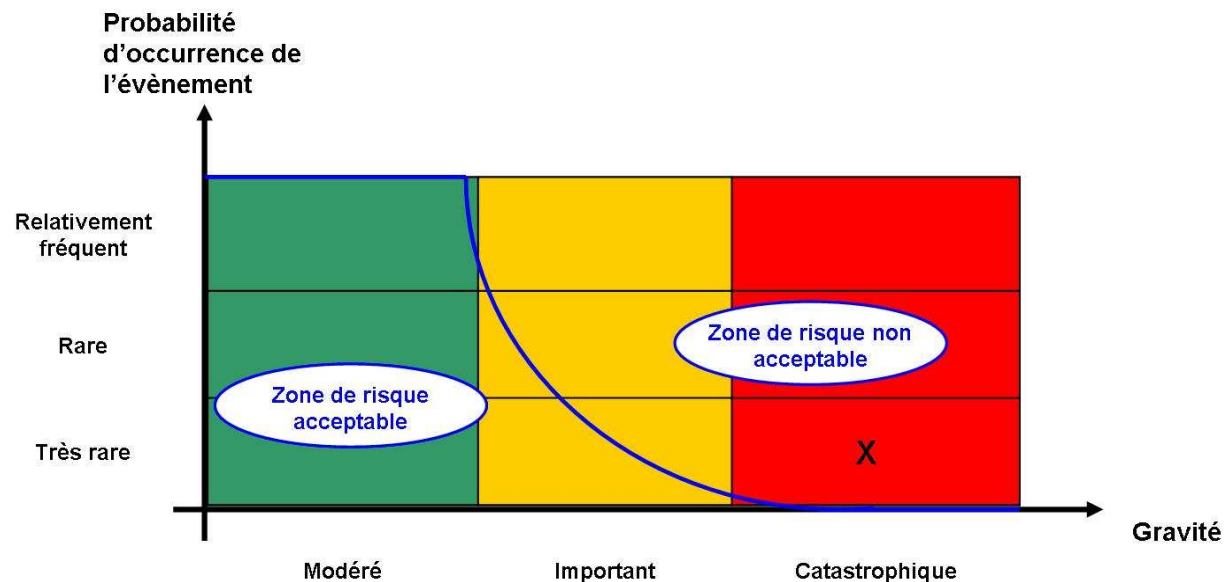 Probabilité
d'occurrence de
l'évènement
Relativement
fréquent
Rare
Zone de risque non
acceptable
Zone de risque
acceptable
Très rare
X
Gravité
Modéré
Important
Catastrophique